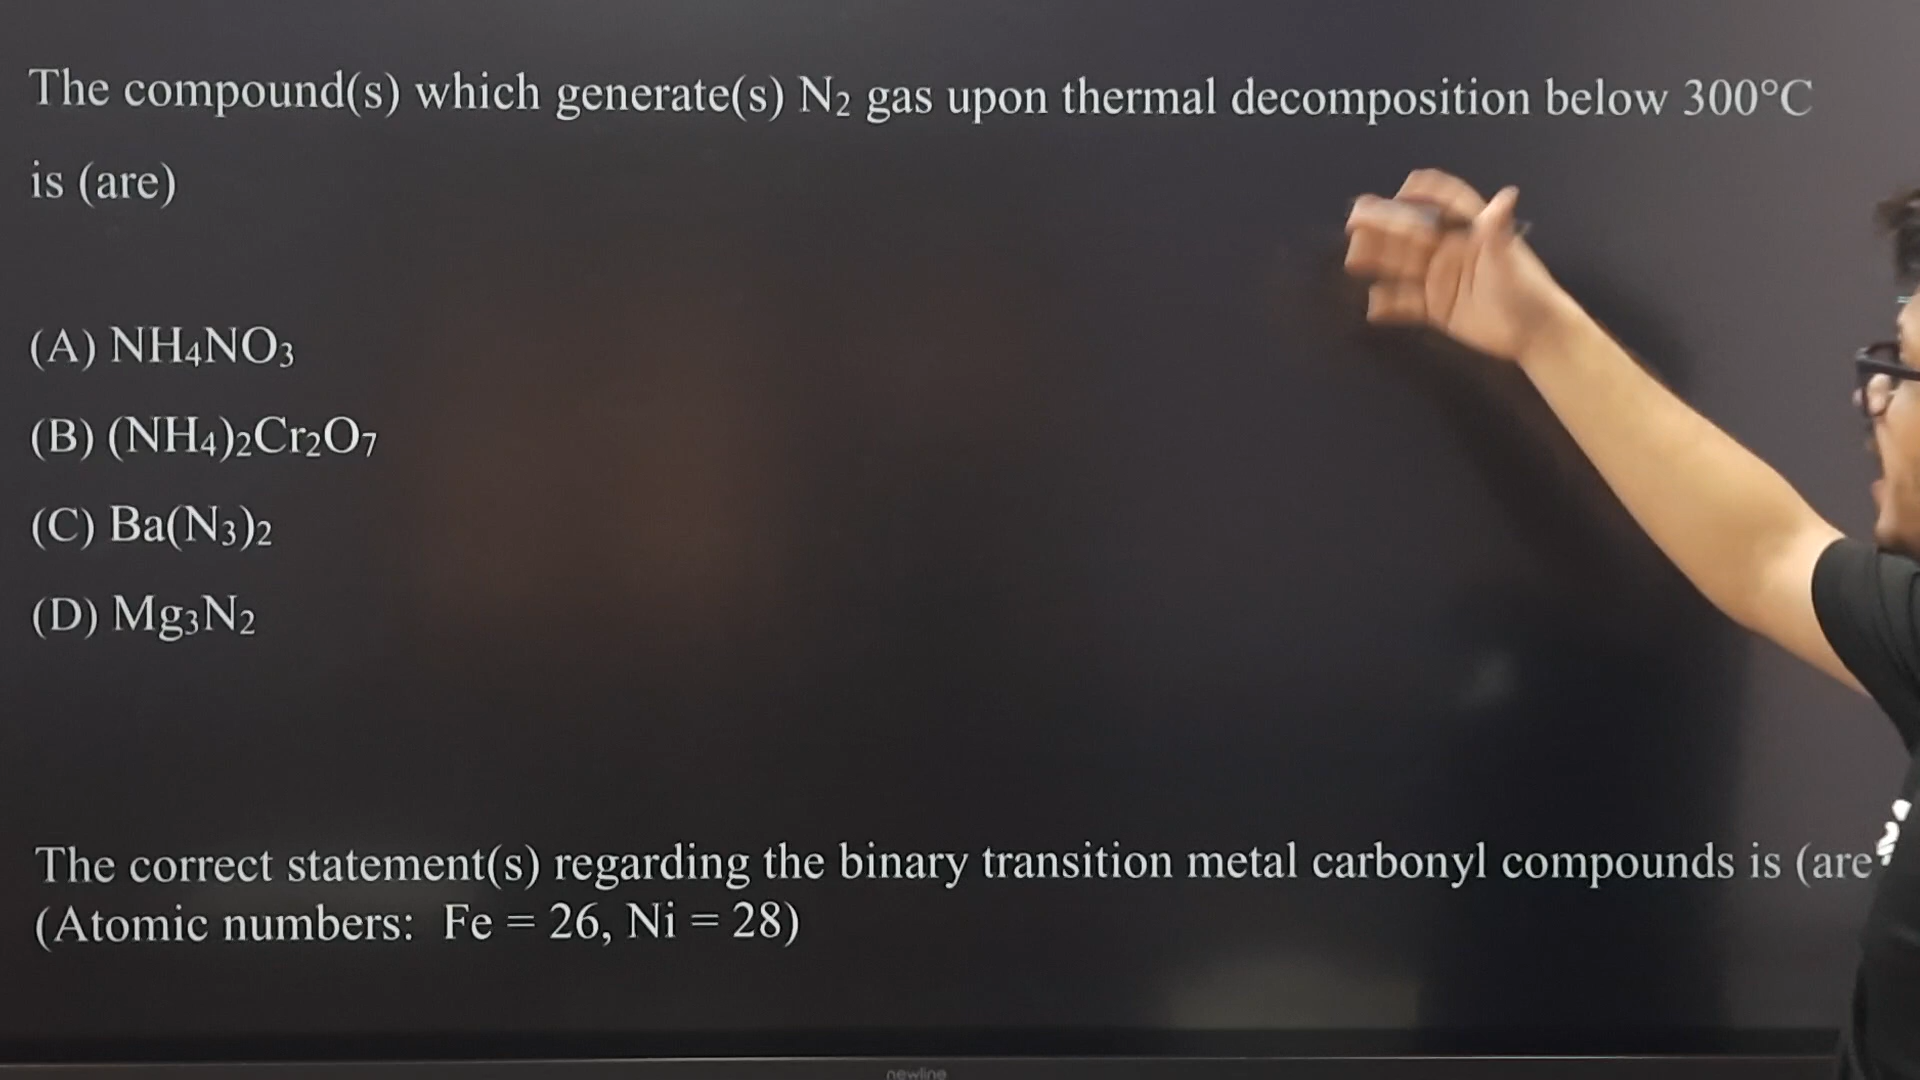 The compound(s) which generate(s) N₂ gas upon thermal decomposition below 300°C
is (are)
(A) NH₄NO₃
(B) (NH₄)₂Cr₂O₇
(C) Ba(N₃)₂
(D) Mg₃N₂
The correct statement(s) regarding the binary transition metal carbonyl compounds is (are
(Atomic numbers: Fe = 26, Ni = 28)
newline